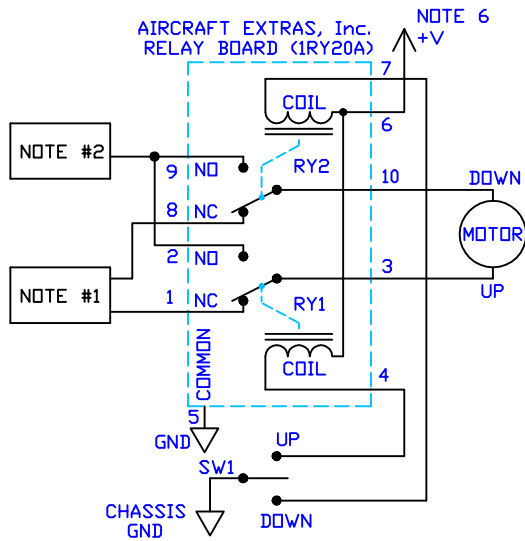 NOTE 6
+V
AIRCRAFT EXTRAS, Inc.
RELAY BOARD (1RY20A)
7
COIL
6
NOTE #2
9 NO
RY2
10
DOWN
8 NC
MOTOR
2 NO
3
NOTE #1
1 NC
RY1
UP
COMMON
COIL
4
5
GND
UP
SW1
CHASSIS
GND
DOWN